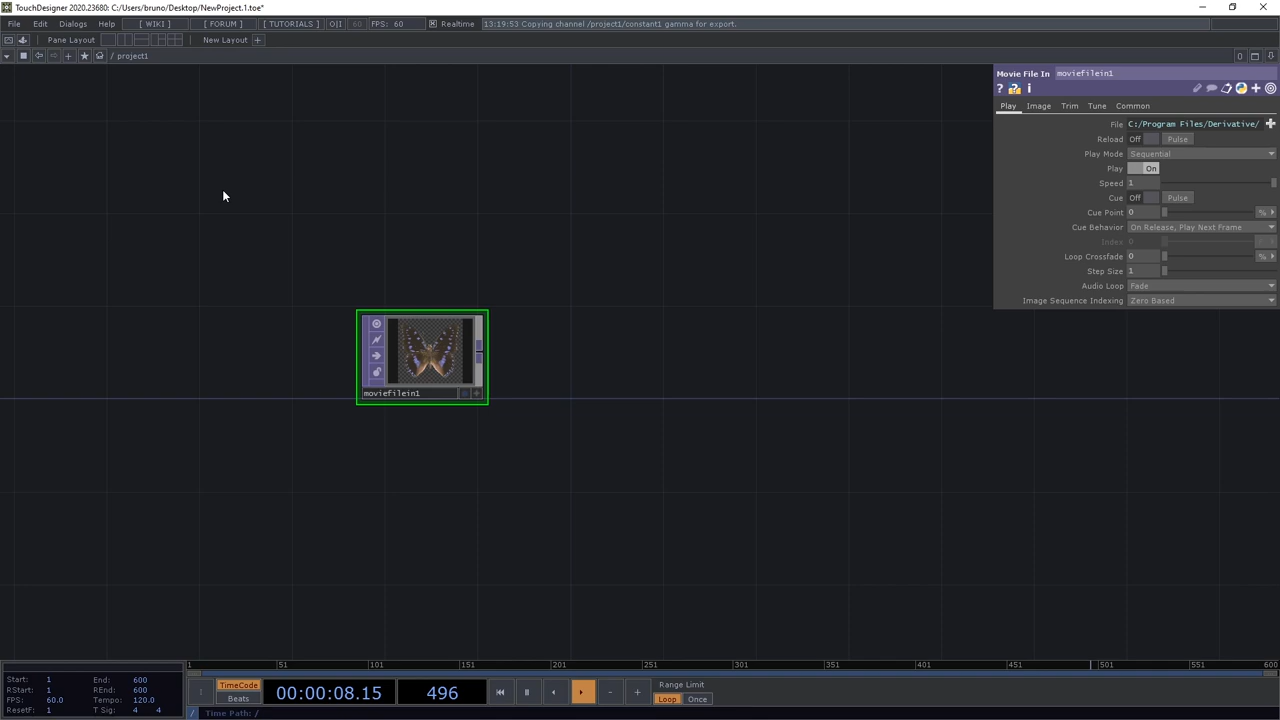 TouchDesigner 2020.23680: C:/Users/bruno/Desktop/NewProject.1.toe*
File Edit Dialogs Help [ WIKI ] [ FORUM ] [ TUTORIALS ] O|I FPS: 60 Realtime 13:19:53 Copying channel /project1/constant1 gamma for export.
Pane Layout New Layout +
/ project1 0
Movie File In moviefilein1
? ? i
Play Image Trim Tune Common
File C:/Program Files/Derivative/
Reload Off Pulse
Play Mode Sequential
Play On
Speed 1
Cue Off Pulse
Cue Point 0 %
Cue Behavior On Release, Play Next Frame
Index 0
Loop Crossfade 0 %
Step Size 1
Audio Loop Fade
Image Sequence Indexing Zero Based
moviefilein1
1 51 101 151 201 251 301 351 401 451 501 551 600
Start: 1 End: 600
RStart: 1 REnd: 600
FPS: 60.0 Tempo: 120.0
ResetF: 1 T Sig: 4 4
TimeCode
Beats
00:00:08.15 496
Range Limit
Loop Once
/ Time Path: /